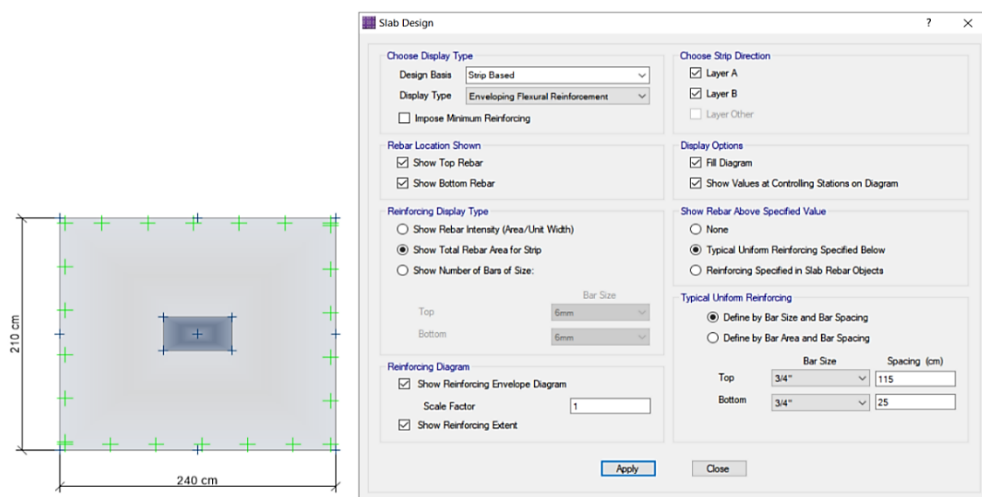 210 cm
240 cm
Slab Design
?
Choose Display Type
Design Basis Strip Based
Display Type Enveloping Flexural Reinforcement
Impose Minimum Reinforcing
Rebar Location Shown
Show Top Rebar
Show Bottom Rebar
Reinforcing Display Type
Show Rebar Intensity (Area/Unit Width)
Show Total Rebar Area for Strip
Show Number of Bars of Size:
Bar Size
Top 6mm
Bottom 6mm
Reinforcing Diagram
Show Reinforcing Envelope Diagram
Scale Factor 1
Show Reinforcing Extent
Choose Strip Direction
Layer A
Layer B
Layer Other
Display Options
Fill Diagram
Show Values at Controlling Stations on Diagram
Show Rebar Above Specified Value
None
Typical Uniform Reinforcing Specified Below
Reinforcing Specified in Slab Rebar Objects
Typical Uniform Reinforcing
Define by Bar Size and Bar Spacing
Define by Bar Area and Bar Spacing
Bar Size Spacing (cm)
Top 3/4" 115
Bottom 3/4" 25
Apply Close